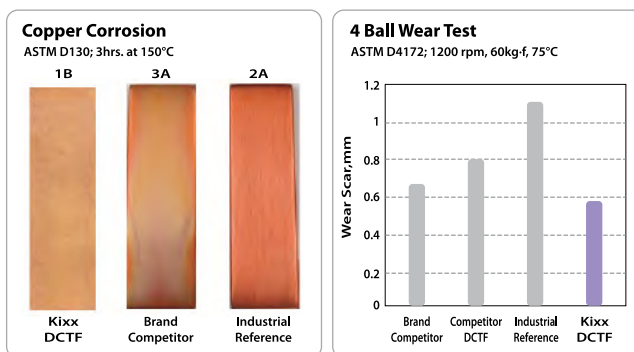 Copper Corrosion
ASTM D130; 3hrs. at 150°C
1B 3A 2A
Kixx DCTF
Brand Competitor
Industrial Reference
4 Ball Wear Test
ASTM D4172; 1200 rpm, 60kg·f, 75°C
Wear Scar,mm
1.2
1
0.8
0.6
0.4
0.2
0
Brand Competitor
Competitor DCTF
Industrial Reference
Kixx DCTF